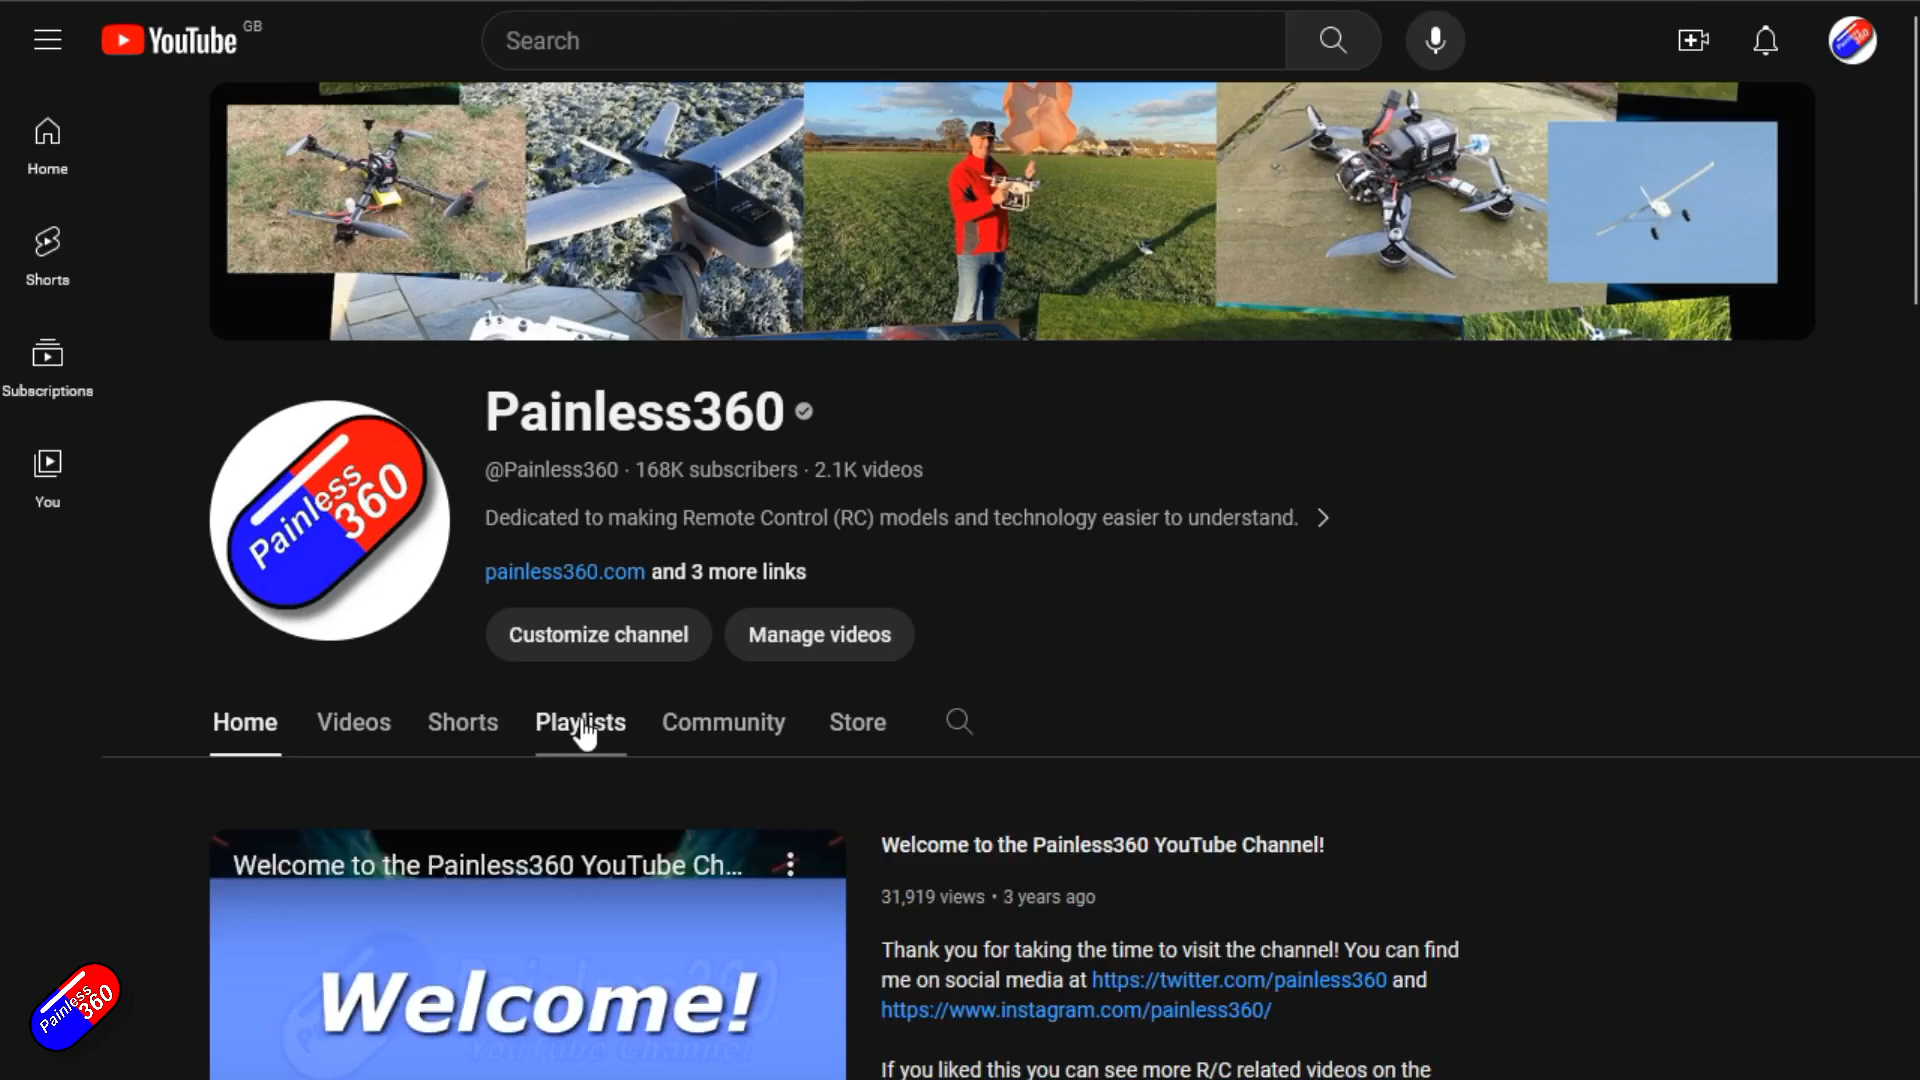 YouTube GB
Search
Home
Shorts
Subscriptions
You
Painless360
Painless 360
@Painless360 · 168K subscribers · 2.1K videos
Dedicated to making Remote Control (RC) models and technology easier to understand.
painless360.com and 3 more links
Customize channel
Manage videos
Home
Videos
Shorts
Playlists
Community
Store
Welcome to the Painless360 YouTube Ch...
Welcome!
YouTube Channel!
Welcome to the Painless360 YouTube Channel!
31,919 views • 3 years ago
Thank you for taking the time to visit the channel! You can find
me on social media at https://twitter.com/painless360 and
https://www.instagram.com/painless360/
If you liked this you can see more R/C related videos on the
Painless 360